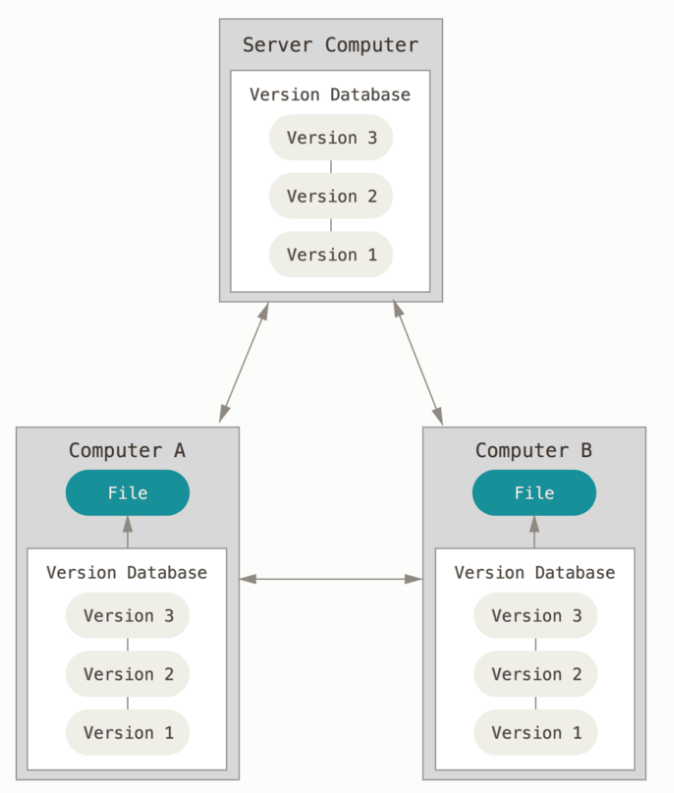 Server Computer
Version Database
Version 3
Version 2
Version 1
Computer A
File
Version Database
Version 3
Version 2
Version 1
Computer B
File
Version Database
Version 3
Version 2
Version 1